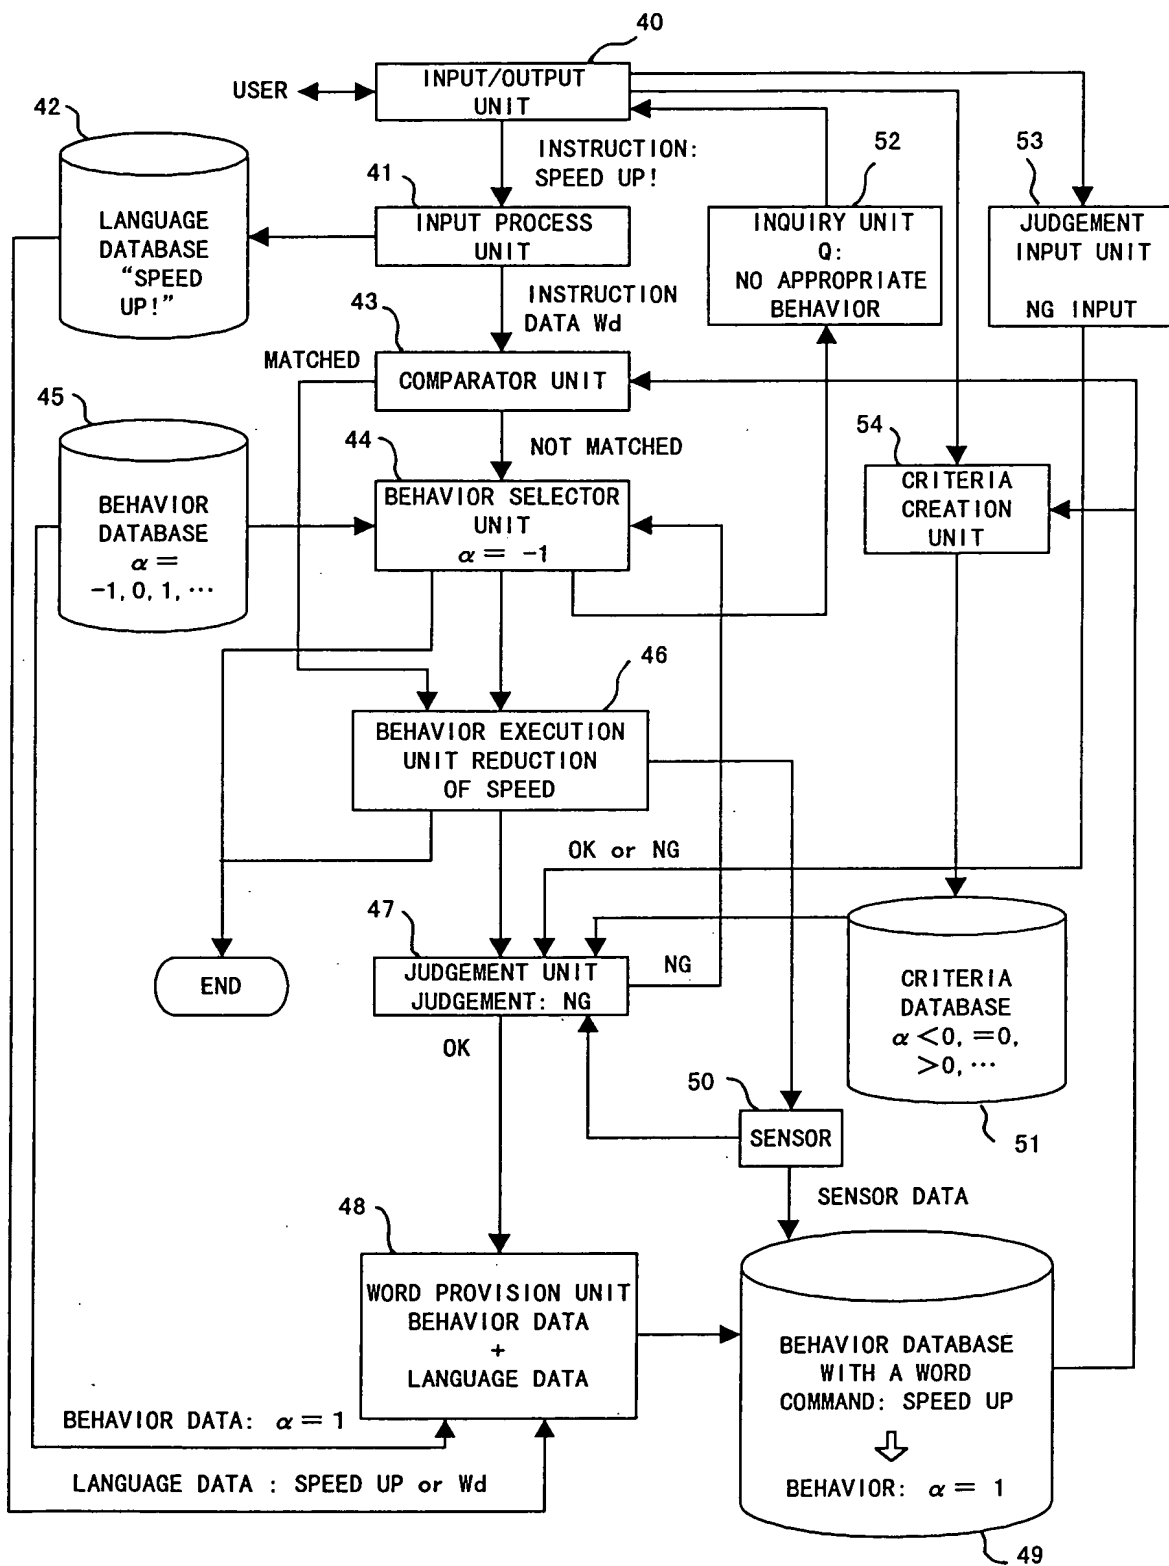 40
INPUT/OUTPUT
UNIT
USER
42
52
53
INSTRUCTION:
SPEED UP!
41
INPUT PROCESS
UNIT
LANGUAGE
DATABASE
“SPEED
UP!”
INQUIRY UNIT
Q:
NO APPROPRIATE
BEHAVIOR
JUDGEMENT
INPUT UNIT
NG INPUT
INSTRUCTION
DATA Wd
43
MATCHED
COMPARATOR UNIT
45
54
44
NOT MATCHED
BEHAVIOR
DATABASE
α =
-1, 0, 1, ···
BEHAVIOR SELECTOR
UNIT
α = -1
CRITERIA
CREATION
UNIT
46
BEHAVIOR EXECUTION
UNIT REDUCTION
OF SPEED
OK or NG
47
JUDGEMENT UNIT
JUDGEMENT: NG
NG
END
OK
CRITERIA
DATABASE
α <0, =0,
>0, ···
50
SENSOR
51
SENSOR DATA
48
WORD PROVISION UNIT
BEHAVIOR DATA
+
LANGUAGE DATA
BEHAVIOR DATABASE
WITH A WORD
COMMAND: SPEED UP
BEHAVIOR: α = 1
BEHAVIOR DATA: α = 1
LANGUAGE DATA : SPEED UP or Wd
49